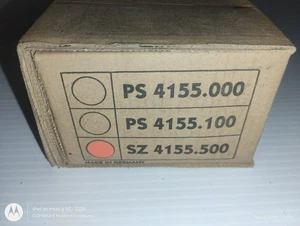 PS 4155.000
PS 4155.100
SZ 4155.500
MADE IN GERMANY